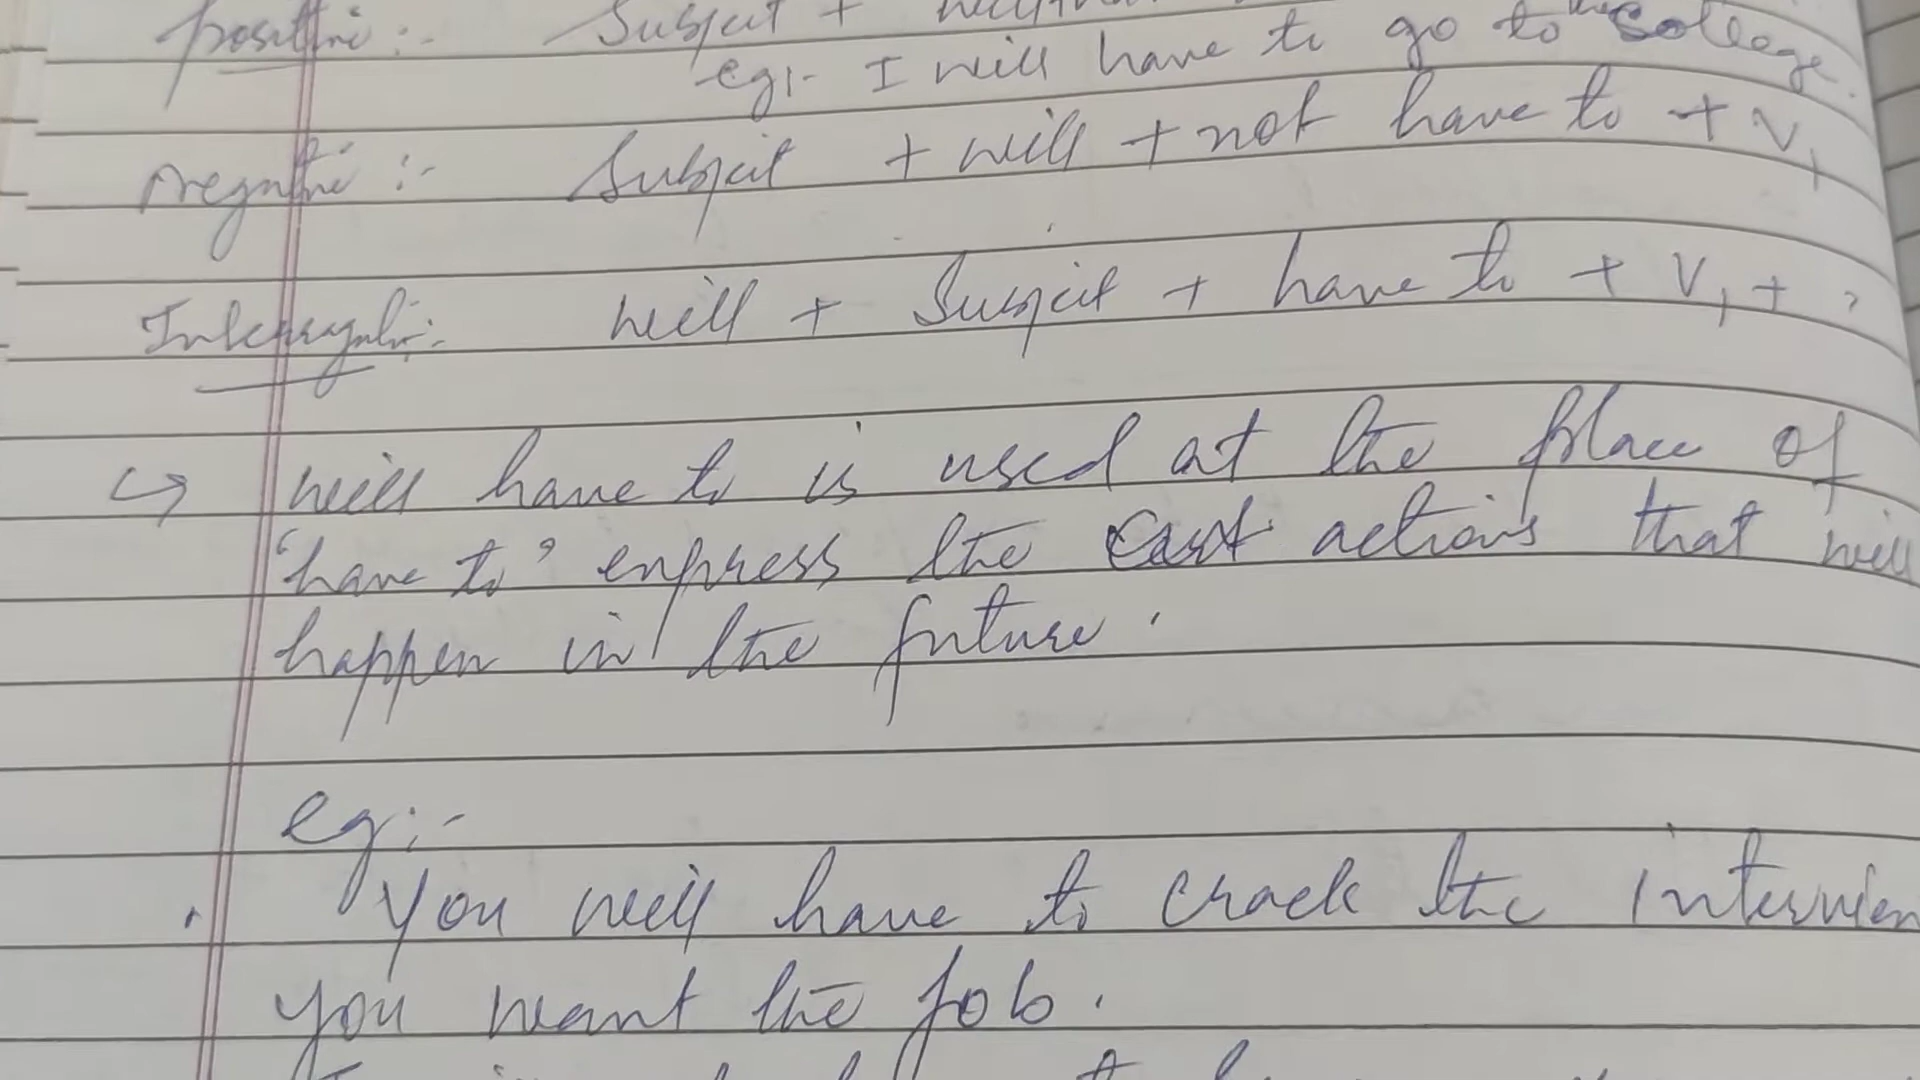 positive :- Subject + will
eg:- I will have to go to the college.
Negative :- Subject + will + not have to + V1
Interrogative:- Will + Subject + have to + V1 + ?
↪ will have to is used at the place of
'have to' express the actions that will
happen in the future.
eg:-
You will have to crack the interview
you want the job.